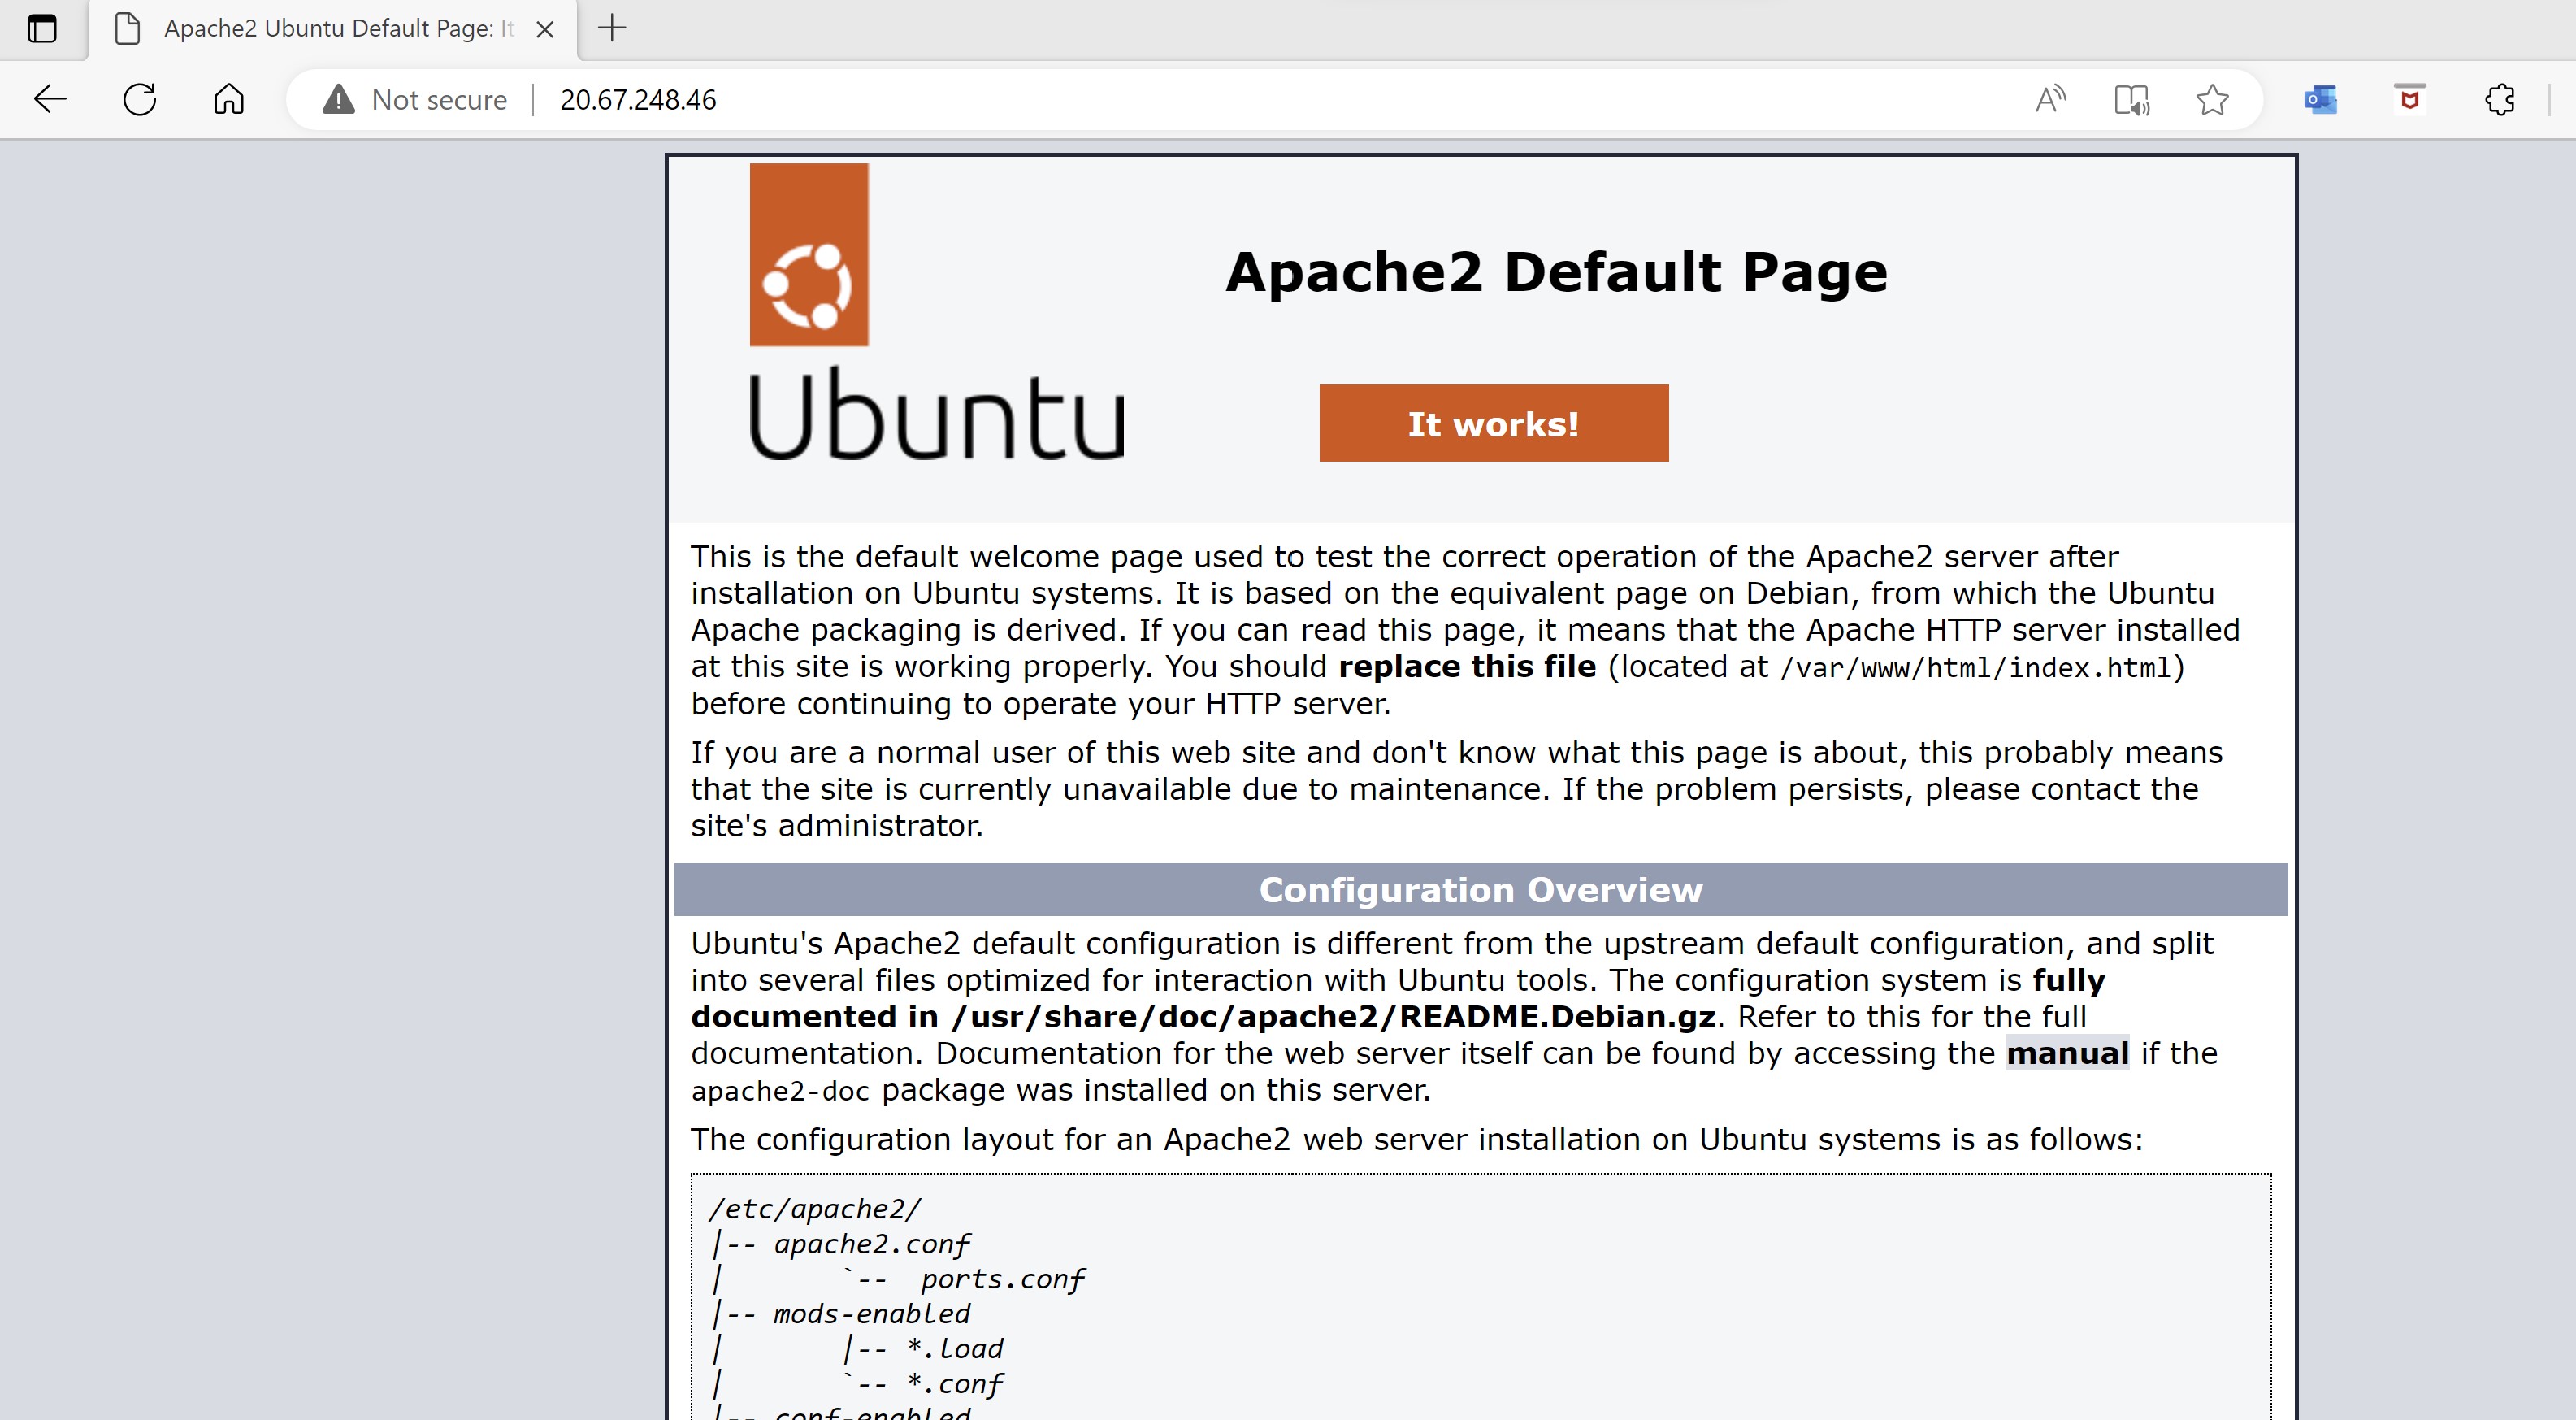 Apache2 Ubuntu Default Page: It
Not secure
20.67.248.46
Ubuntu
Apache2 Default Page
It works!
This is the default welcome page used to test the correct operation of the Apache2 server after
installation on Ubuntu systems. It is based on the equivalent page on Debian, from which the Ubuntu
Apache packaging is derived. If you can read this page, it means that the Apache HTTP server installed
at this site is working properly. You should replace this file (located at /var/www/html/index.html)
before continuing to operate your HTTP server.
If you are a normal user of this web site and don't know what this page is about, this probably means
that the site is currently unavailable due to maintenance. If the problem persists, please contact the
site's administrator.
Configuration Overview
Ubuntu's Apache2 default configuration is different from the upstream default configuration, and split
into several files optimized for interaction with Ubuntu tools. The configuration system is fully
documented in /usr/share/doc/apache2/README.Debian.gz. Refer to this for the full
documentation. Documentation for the web server itself can be found by accessing the manual if the
apache2-doc package was installed on this server.
The configuration layout for an Apache2 web server installation on Ubuntu systems is as follows:
/etc/apache2/
|-- apache2.conf
|       `--  ports.conf
|-- mods-enabled
|       |-- *.load
|       `-- *.conf
|-- conf-enabled